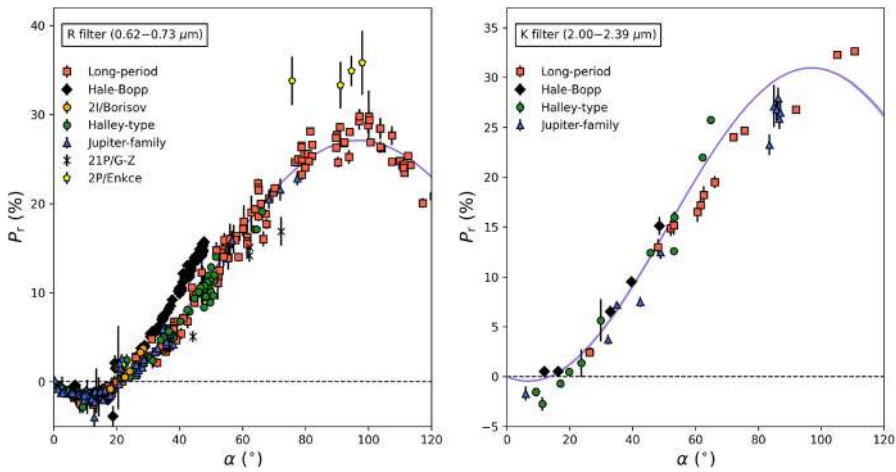 R filter (0.62−0.73 μm)
Long-period
Hale-Bopp
2I/Borisov
Halley-type
Jupiter-family
21P/G-Z
2P/Enkce
40
30
20
10
0
P_r (%)
0 20 40 60 80 100 120
α (°)
K filter (2.00−2.39 μm)
Long-period
Hale-Bopp
Halley-type
Jupiter-family
35
30
25
20
15
10
5
0
−5
P_r (%)
0 20 40 60 80 100 120
α (°)